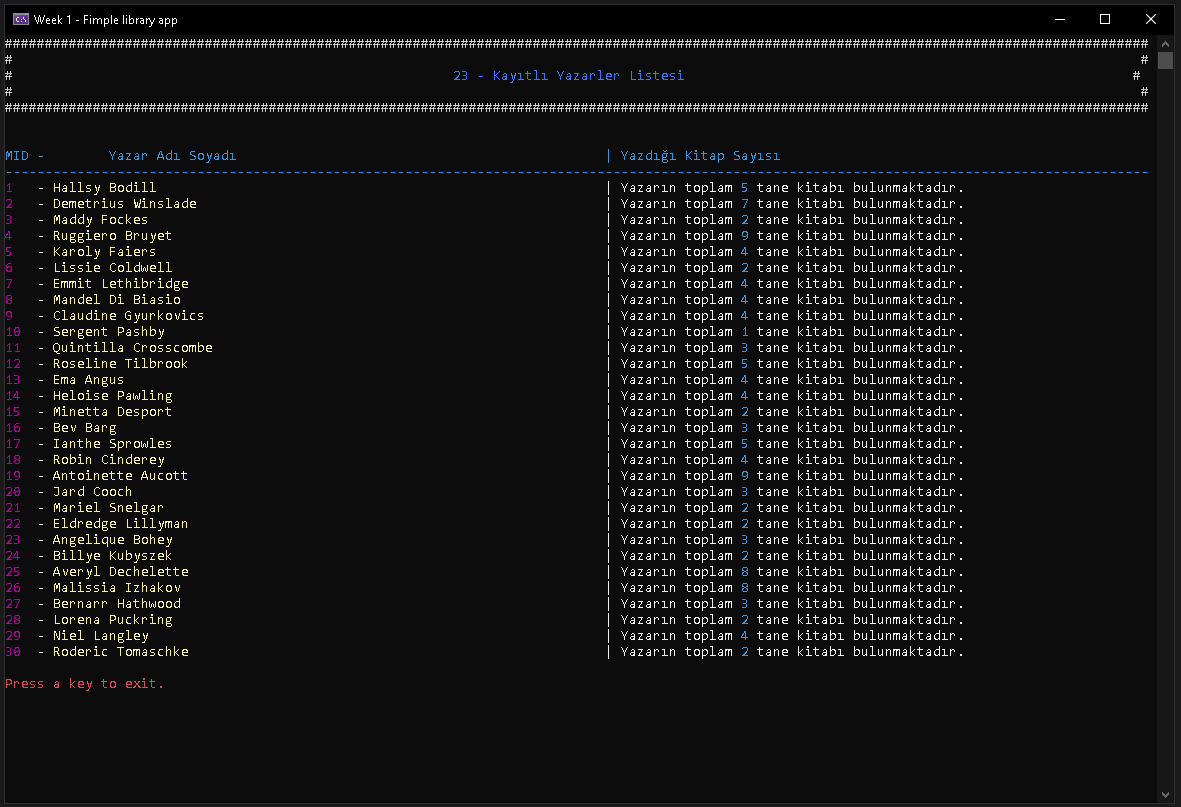 Week 1 - Fimple library app
###############################################################################################################################################
# #
# 23 - Kayıtlı Yazarler Listesi #
# #
###############################################################################################################################################
MID - Yazar Adı Soyadı | Yazdığı Kitap Sayısı
-----------------------------------------------------------------------------------------------------------------------------------------------
1 - Hallsy Bodill | Yazarın toplam 5 tane kitabı bulunmaktadır.
2 - Demetrius Winslade | Yazarın toplam 7 tane kitabı bulunmaktadır.
3 - Maddy Fockes | Yazarın toplam 2 tane kitabı bulunmaktadır.
4 - Ruggiero Bruyet | Yazarın toplam 9 tane kitabı bulunmaktadır.
5 - Karoly Faiers | Yazarın toplam 4 tane kitabı bulunmaktadır.
6 - Lissie Coldwell | Yazarın toplam 2 tane kitabı bulunmaktadır.
7 - Emmit Lethibridge | Yazarın toplam 4 tane kitabı bulunmaktadır.
8 - Mandel Di Biasio | Yazarın toplam 4 tane kitabı bulunmaktadır.
9 - Claudine Gyurkovics | Yazarın toplam 4 tane kitabı bulunmaktadır.
10 - Sergent Pashby | Yazarın toplam 1 tane kitabı bulunmaktadır.
11 - Quintilla Crosscombe | Yazarın toplam 3 tane kitabı bulunmaktadır.
12 - Roseline Tilbrook | Yazarın toplam 5 tane kitabı bulunmaktadır.
13 - Ema Angus | Yazarın toplam 4 tane kitabı bulunmaktadır.
14 - Heloise Pawling | Yazarın toplam 4 tane kitabı bulunmaktadır.
15 - Minetta Desport | Yazarın toplam 2 tane kitabı bulunmaktadır.
16 - Bev Barg | Yazarın toplam 3 tane kitabı bulunmaktadır.
17 - Ianthe Sprowles | Yazarın toplam 5 tane kitabı bulunmaktadır.
18 - Robin Cinderey | Yazarın toplam 4 tane kitabı bulunmaktadır.
19 - Antoinette Aucott | Yazarın toplam 9 tane kitabı bulunmaktadır.
20 - Jard Cooch | Yazarın toplam 3 tane kitabı bulunmaktadır.
21 - Mariel Snelgar | Yazarın toplam 2 tane kitabı bulunmaktadır.
22 - Eldredge Lillyman | Yazarın toplam 2 tane kitabı bulunmaktadır.
23 - Angelique Bohey | Yazarın toplam 3 tane kitabı bulunmaktadır.
24 - Billye Kubyszek | Yazarın toplam 2 tane kitabı bulunmaktadır.
25 - Averyl Dechelette | Yazarın toplam 8 tane kitabı bulunmaktadır.
26 - Malissia Izhakov | Yazarın toplam 8 tane kitabı bulunmaktadır.
27 - Bernarr Hathwood | Yazarın toplam 3 tane kitabı bulunmaktadır.
28 - Lorena Puckring | Yazarın toplam 2 tane kitabı bulunmaktadır.
29 - Niel Langley | Yazarın toplam 4 tane kitabı bulunmaktadır.
30 - Roderic Tomaschke | Yazarın toplam 2 tane kitabı bulunmaktadır.
Press a key to exit.